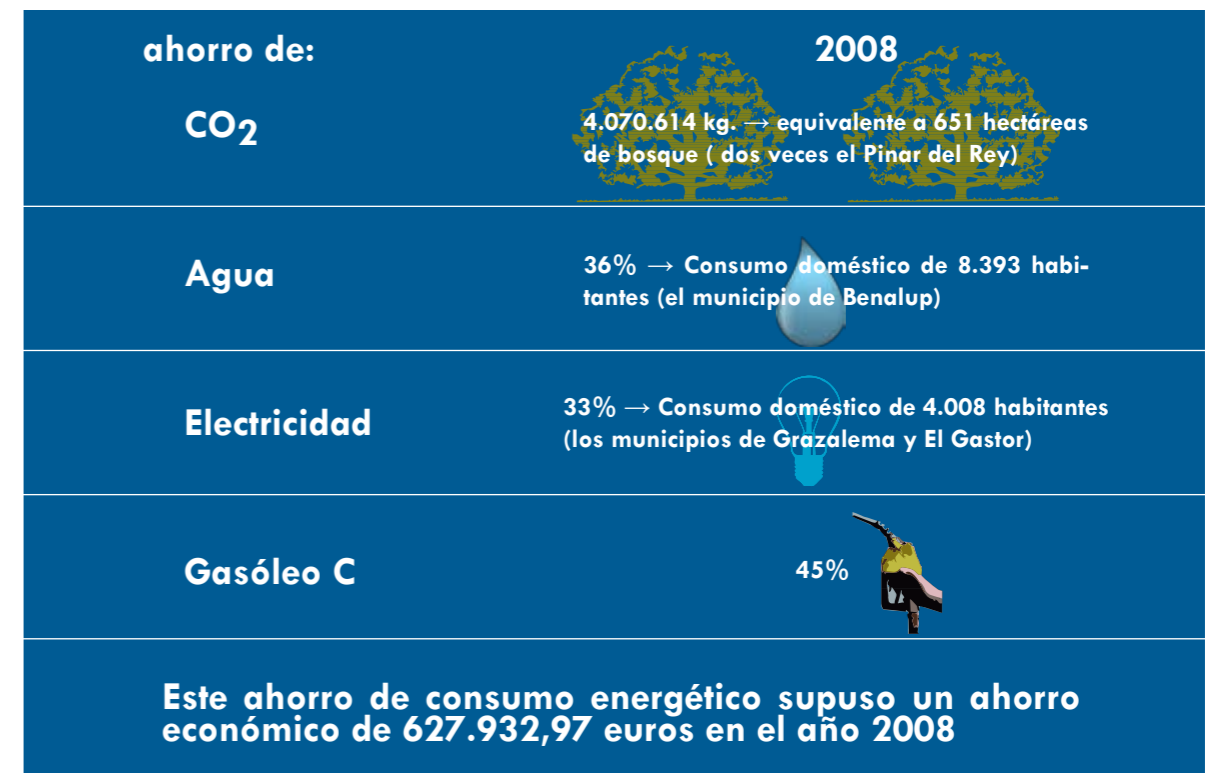 ahorro de:
2008
CO2
4.070.614 kg. → equivalente a 651 hectáreas
de bosque ( dos veces el Pinar del Rey)
Agua
36% → Consumo doméstico de 8.393 habi-
tantes (el municipio de Benalup)
Electricidad
33% → Consumo doméstico de 4.008 habitantes
(los municipios de Grazalema y El Gastor)
Gasóleo C
45%
Este ahorro de consumo energético supuso un ahorro
económico de 627.932,97 euros en el año 2008